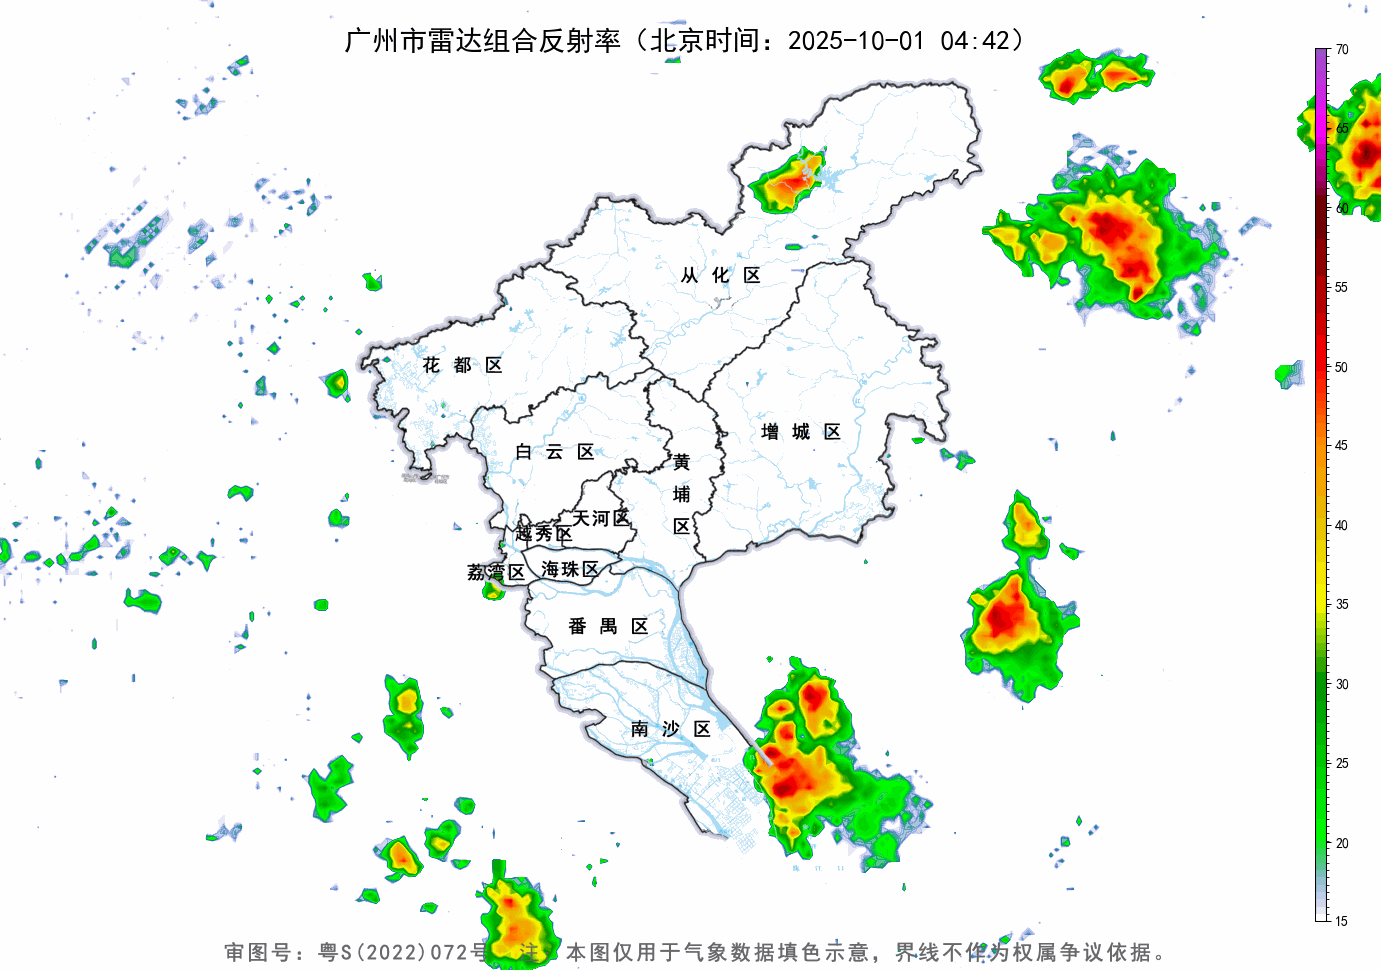 广州市雷达组合反射率（北京时间：2025-10-01 04:42）
70
65
60
55
50
45
40
35
30
25
20
15
从化区
花都区
增城区
白云区
黄埔区
天河区
越秀区
海珠区
荔湾区
番禺区
南沙区
审图号：粤S(2022)072号 注：本图仅用于气象数据填色示意，界线不作为权属争议依据。